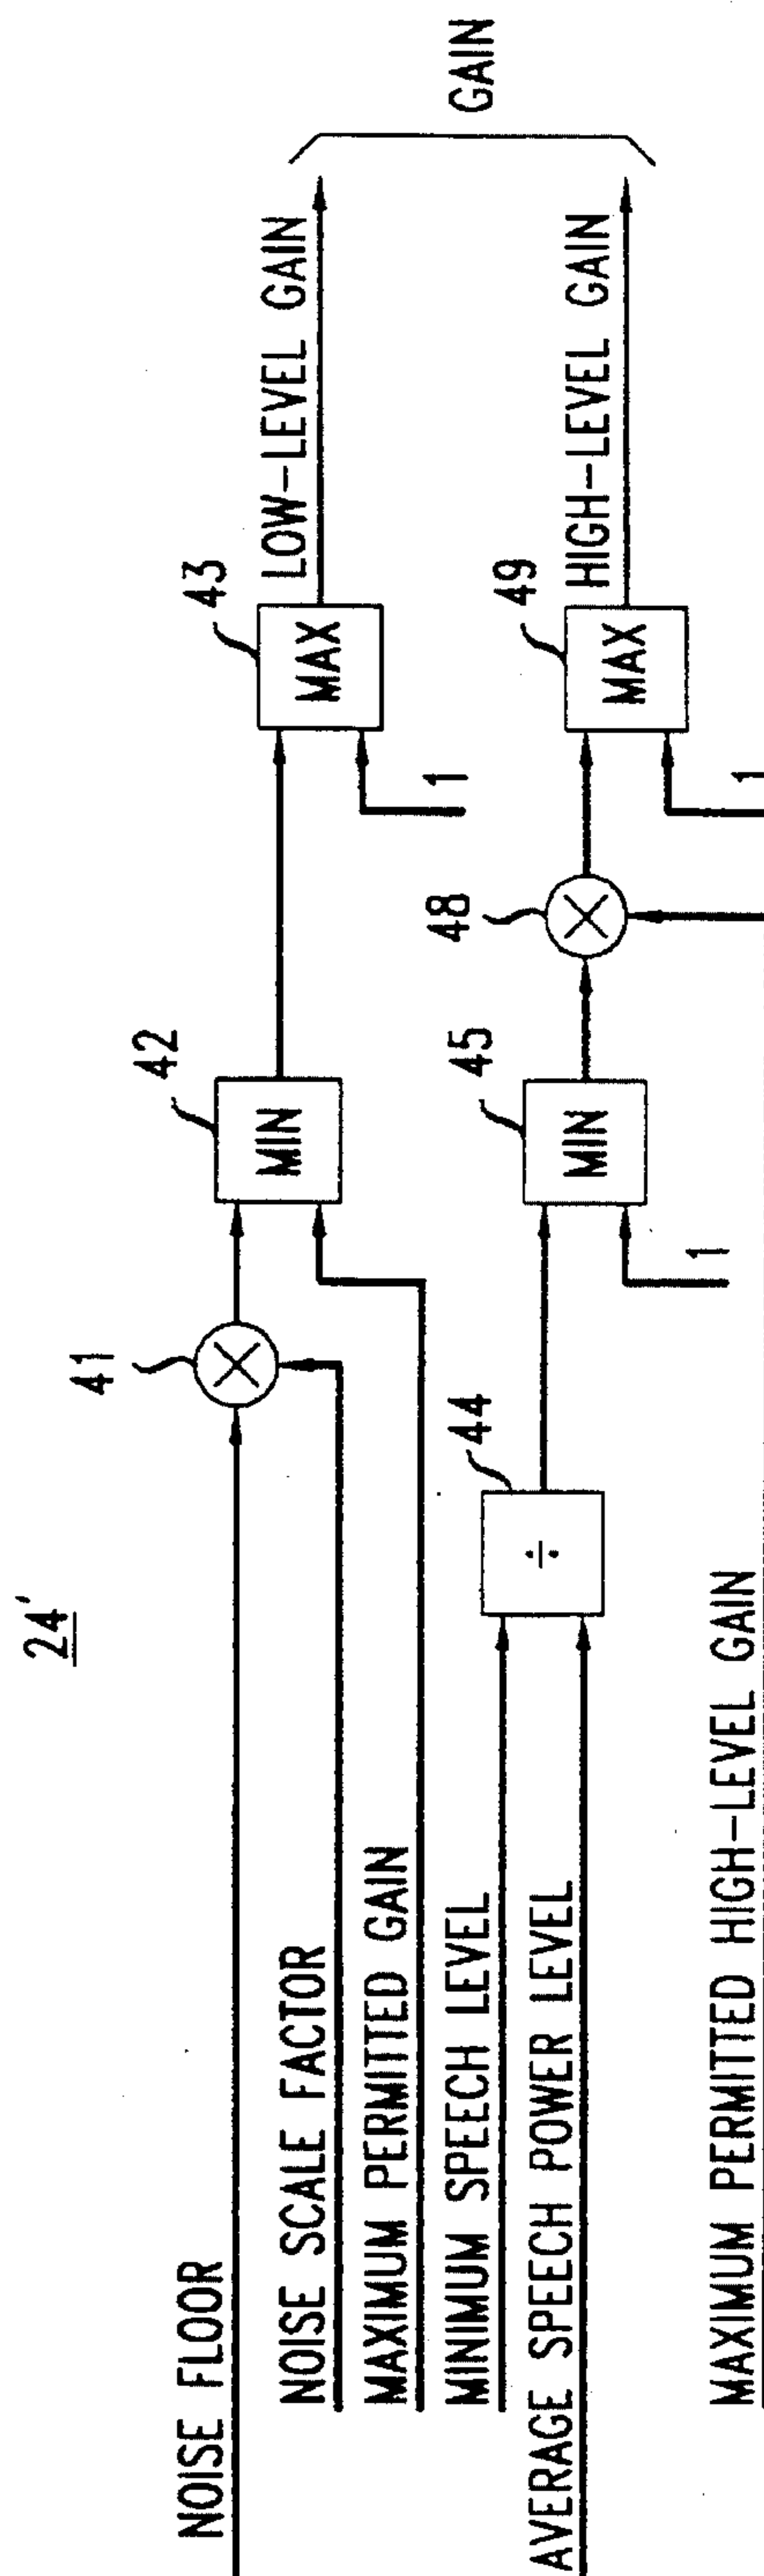 24'
NOISE FLOOR
41
42
43
LOW-LEVEL GAIN
NOISE SCALE FACTOR
MIN
MAX
MAXIMUM PERMITTED GAIN
1
GAIN
MINIMUM SPEECH LEVEL
44
45
48
49
HIGH-LEVEL GAIN
AVERAGE SPEECH POWER LEVEL
÷
MIN
MAX
1
1
MAXIMUM PERMITTED HIGH-LEVEL GAIN